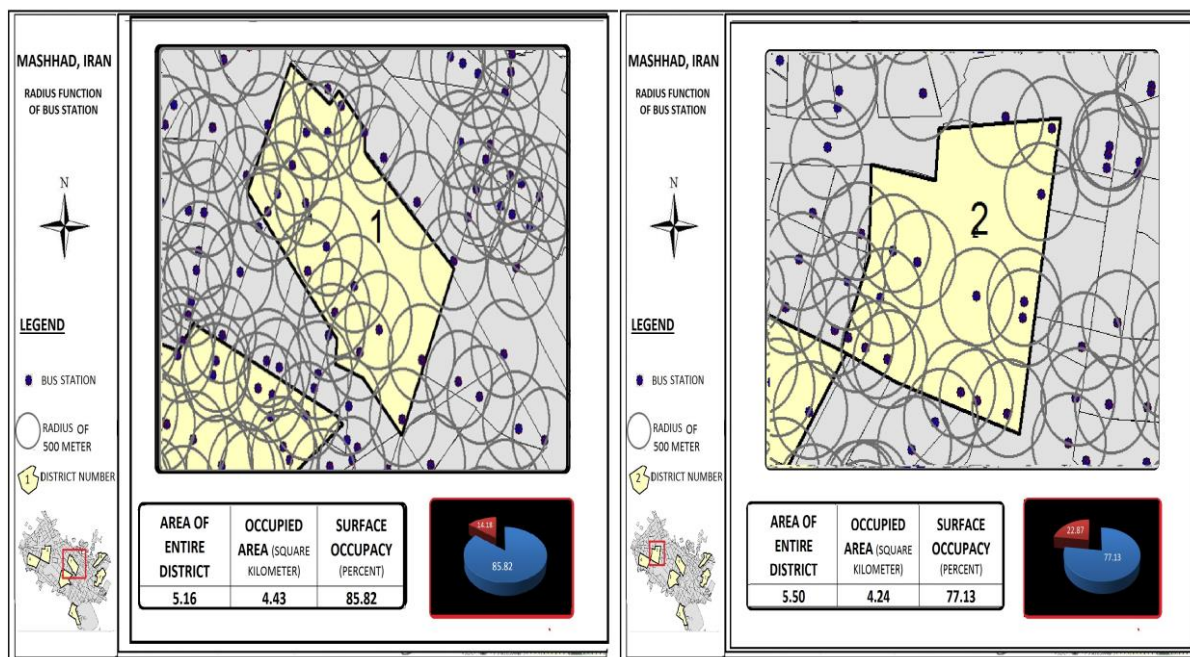 MASHHAD, IRAN
RADIUS FUNCTION
OF BUS STATION
N
LEGEND
BUS STATION
RADIUS OF
500 METER
1 DISTRICT NUMBER
1
AREA OF
ENTIRE
DISTRICT
OCCUPIED
AREA (SQUARE
KILOMETER)
SURFACE
OCCUPANCY
(PERCENT)
5.16 4.43 85.82
14.18
85.82
MASHHAD, IRAN
RADIUS FUNCTION
OF BUS STATION
N
LEGEND
BUS STATION
RADIUS OF
500 METER
2 DISTRICT NUMBER
2
AREA OF
ENTIRE
DISTRICT
OCCUPIED
AREA (SQUARE
KILOMETER)
SURFACE
OCCUPANCY
(PERCENT)
5.50 4.24 77.13
22.87
77.13